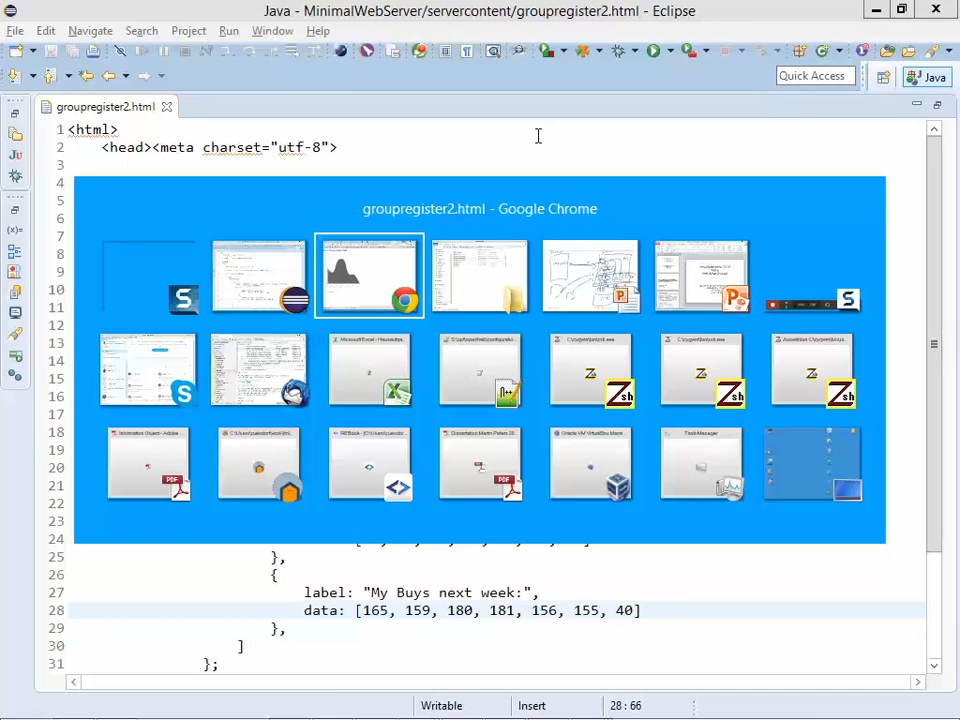 Java - MinimalWebServer/servercontent/groupregister2.html - Eclipse
File Edit Navigate Search Project Run Window Help
Quick Access
Java
groupregister2.html
1 <html>
2 <head><meta charset="utf-8">
3
4
5
6
7
8
9
10
11
12
13
14
15
16
17
18
19
20
21
22
23
24
25 },
26 {
27 label: "My Buys next week:",
28 data: [165, 159, 180, 181, 156, 155, 40]
29 },
30 ]
31 };
groupregister2.html - Google Chrome
Task-Manager
Writable
Insert
28 : 66